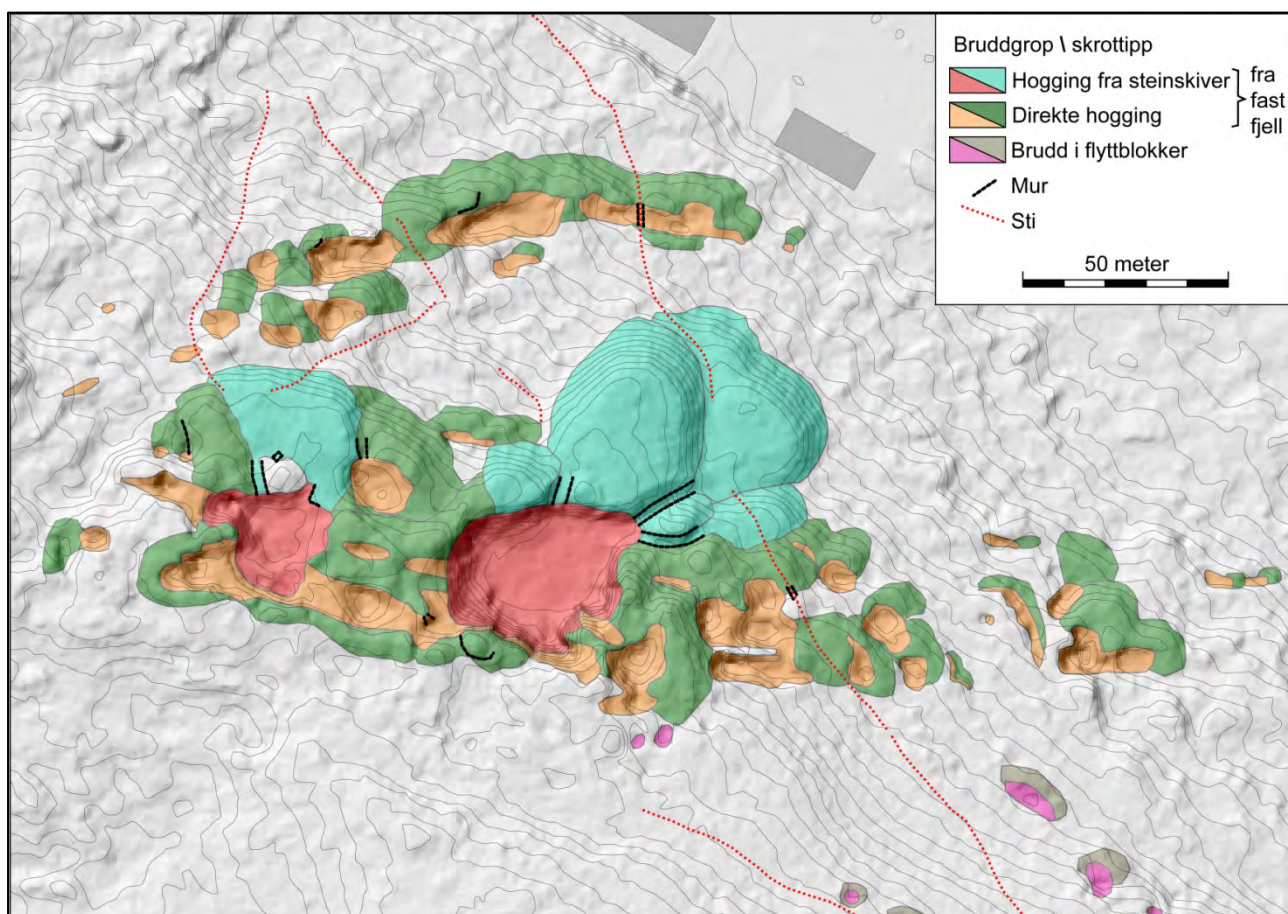 Bruddgrop \ skrottipp
Hogging fra steinskiver
Direkte hogging
fra
fast
fjell
Brudd i flyttblokker
Mur
Sti
50 meter